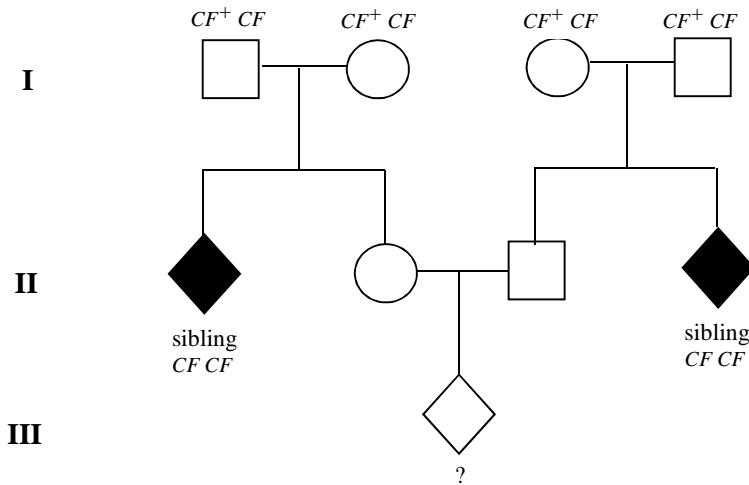 CF⁺ CF CF⁺ CF CF⁺ CF CF⁺ CF
I
II
sibling
CF CF
sibling
CF CF
III
?